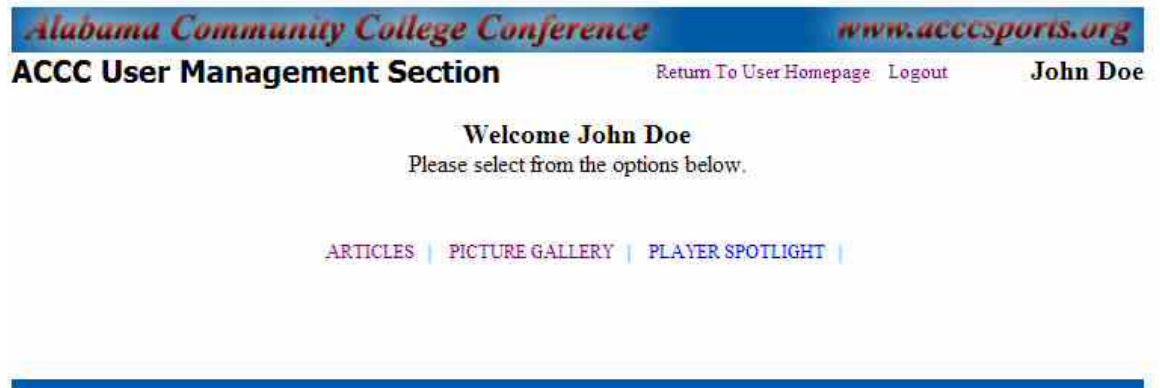 Alabama Community College Conference www.acccsports.org
ACCC User Management Section Return To User Homepage Logout John Doe
Welcome John Doe
Please select from the options below.
ARTICLES | PICTURE GALLERY | PLAYER SPOTLIGHT |